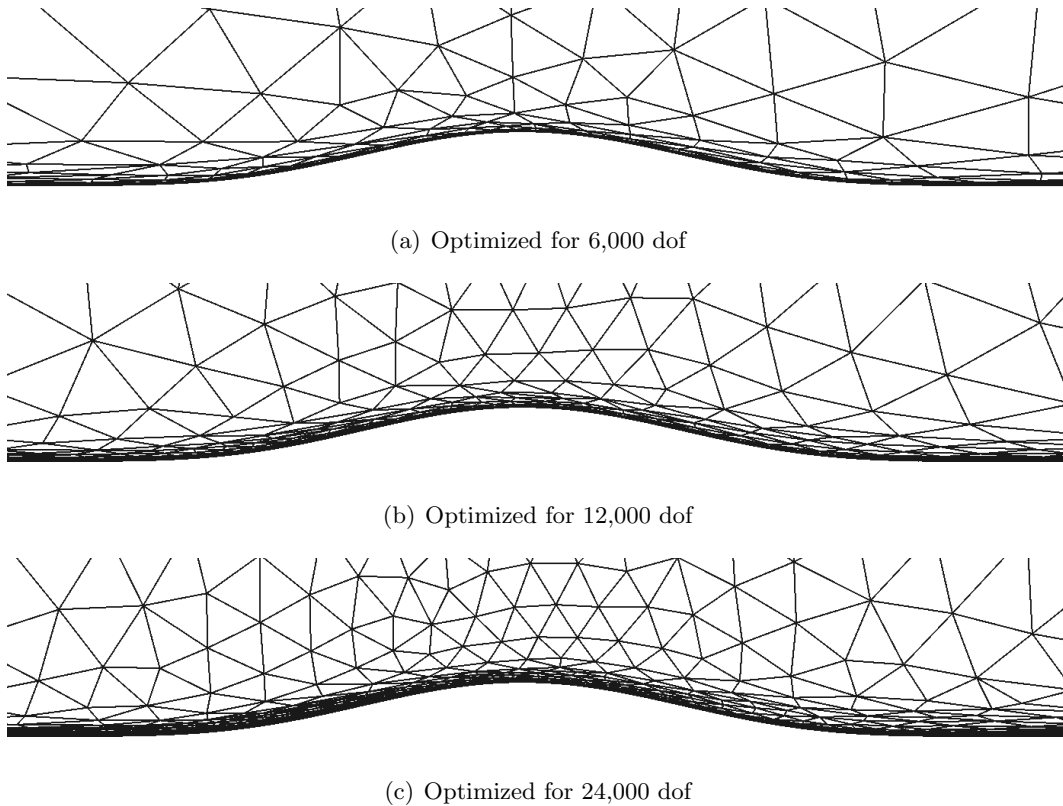 (a) Optimized for 6,000 dof
(b) Optimized for 12,000 dof
(c) Optimized for 24,000 dof